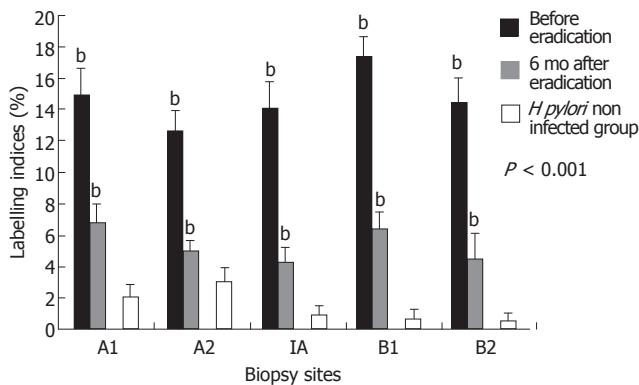 20
18
16
14
12
10
8
6
4
2
0
Labelling indices (%)
b
b
b
b
b
b
b
b
b
b
A1
A2
IA
B1
B2
Biopsy sites
Before
eradication
6 mo after
eradication
H pylori non
infected group
P < 0.001